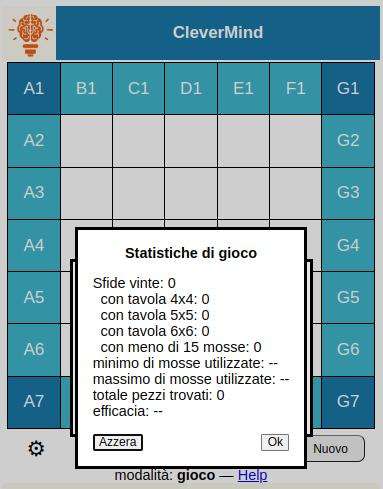 CleverMind
A1 B1 C1 D1 E1 F1 G1
A2 G2
A3 G3
A4 G4
Statistiche di gioco
Sfide vinte: 0
con tavola 4x4: 0
con tavola 5x5: 0
con tavola 6x6: 0
con meno di 15 mosse: 0
minimo di mosse utilizzate: --
massimo di mosse utilizzate: --
totale pezzi trovati: 0
efficacia: --
Azzera Ok
A5 G5
A6 G6
A7 G7
Nuovo
modalità: gioco — Help